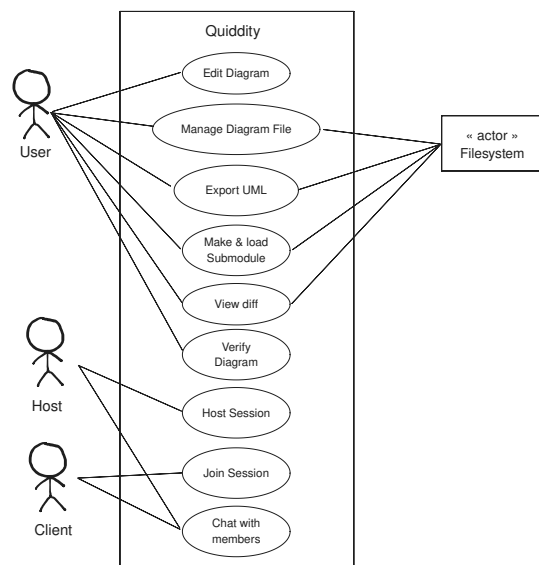 Quiddity
Edit Diagram
Manage Diagram File
« actor »
Filesystem
User
Export UML
Make & load
Submodule
View diff
Verify
Diagram
Host
Host Session
Join Session
Client
Chat with
members